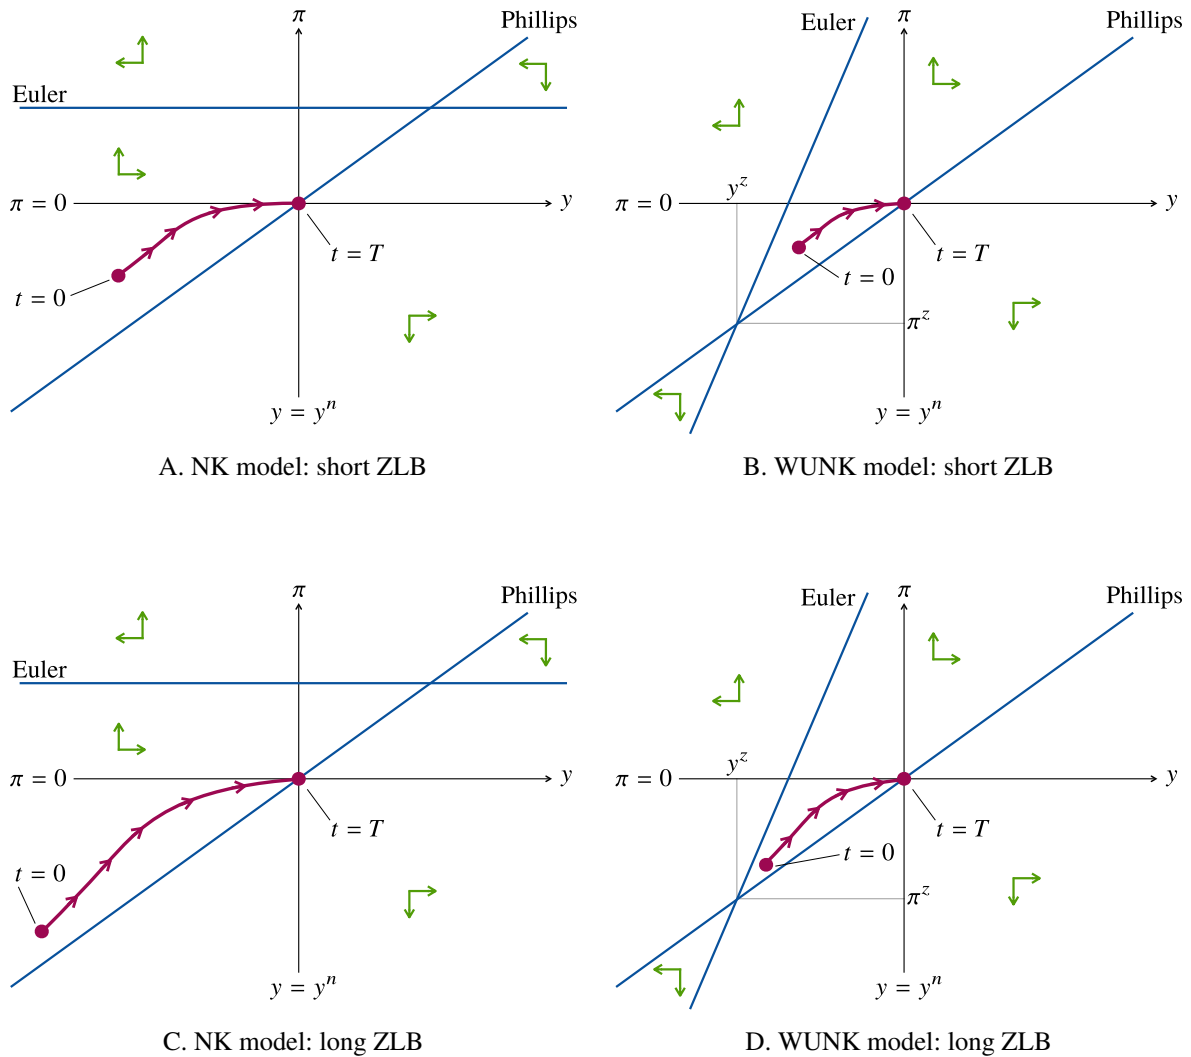 π
Phillips
Euler
π = 0
y
t = T
t = 0
y = yⁿ
A. NK model: short ZLB
π
Phillips
Euler
yᶻ
π = 0
y
t = T
t = 0
πᶻ
y = yⁿ
B. WUNK model: short ZLB
π
Phillips
Euler
π = 0
y
t = T
t = 0
y = yⁿ
C. NK model: long ZLB
π
Phillips
Euler
yᶻ
π = 0
y
t = T
t = 0
πᶻ
y = yⁿ
D. WUNK model: long ZLB